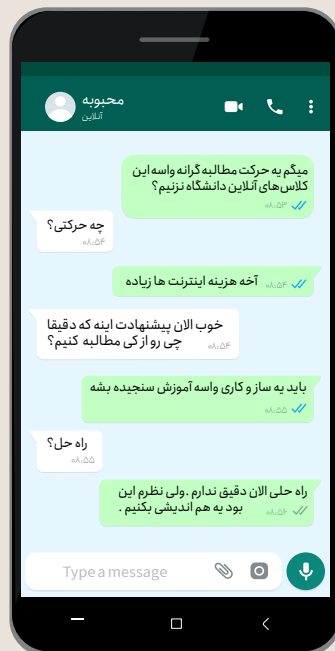 محبوبه
آنلاین
میگم یه حرکت مطالبه گرانه واسه این
کلاس‌های آنلاین دانشگاه نزنیم؟
۰۸:۵۳
چه حرکتی؟
۰۸:۵۴
آخه هزینه اینترنت ها زیاده
۰۸:۵۴
خوب الان پیشنهادت اینه که دقیقا
چی رو از کی مطالبه کنیم؟
۰۸:۵۴
باید یه ساز و کاری واسه آموزش سنجیده بشه
۰۸:۵۵
راه حل؟
۰۸:۵۵
راه حلی الان دقیق ندارم .ولی نظرم این
بود یه هم اندیشی بکنیم .
۰۸:۵۶
Type a message